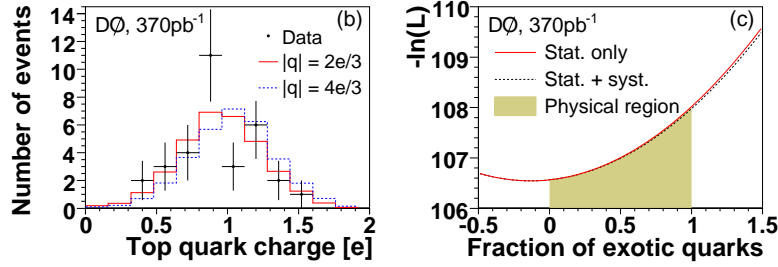 DØ, 370pb⁻¹ (b)
Data
|q| = 2e/3
|q| = 4e/3
Number of events
14
12
10
8
6
4
2
0
0 0.5 1 1.5 2
Top quark charge [e]
DØ, 370pb⁻¹ (c)
Stat. only
Stat. + syst.
Physical region
-ln(L)
110
109
108
107
106
-0.5 0 0.5 1 1.5
Fraction of exotic quarks